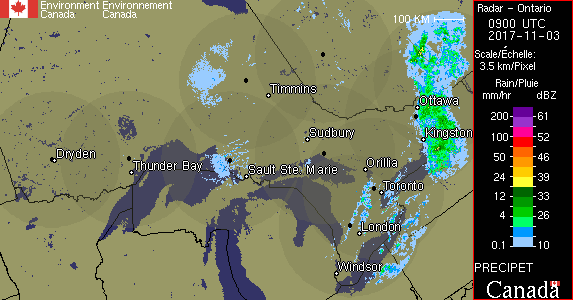 Environment Environnement
Canada Canada
100 KM
Timmins
Ottawa
Sudbury
Kingston
Dryden
Thunder Bay
Sault Ste. Marie
Orillia
Toronto
London
Windsor
Radar - Ontario
0900 UTC
2017-11-03
Scale/Échelle:
3.5 km/Pixel
Rain/Pluie
mm/hr dBZ
200 61
100 52
50 46
24 39
12 33
4 26
0.1 10
PRECIPET
Canada